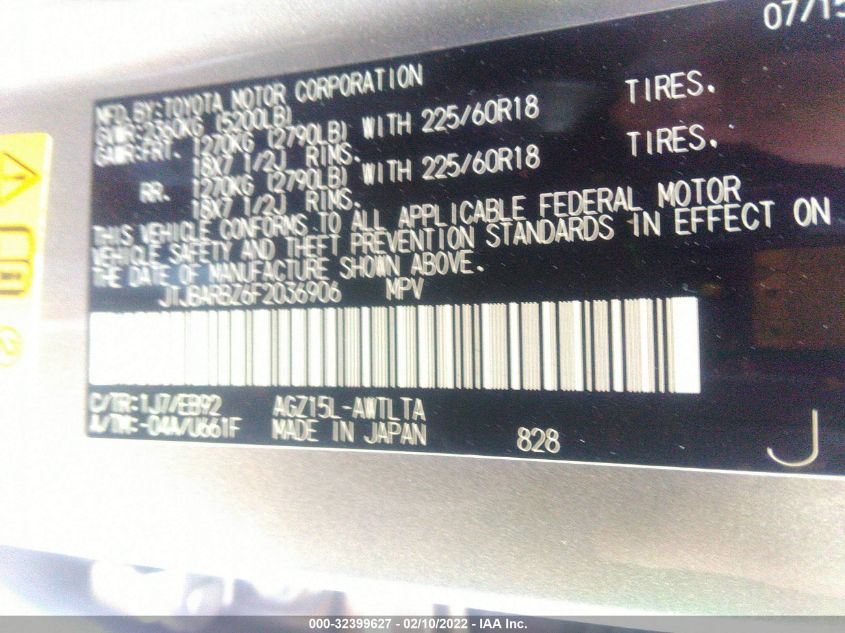 07/15
MFD.BY:TOYOTA MOTOR CORPORATION
GVWR:2360KG (5200LB)
GAWR:FRT. 1270KG (2790LB) WITH 225/60R18 TIRES.
18X7 1/2J RIMS.
RR. 1270KG (2790LB) WITH 225/60R18 TIRES.
18X7 1/2J RIMS.
THIS VEHICLE CONFORMS TO ALL APPLICABLE FEDERAL MOTOR
VEHICLE SAFETY AND THEFT PREVENTION STANDARDS IN EFFECT ON
THE DATE OF MANUFACTURE SHOWN ABOVE.
JTJBARBZ6F2036906 MPV
C/TR:1J7/EB92 AGZ15L-AWTLTA
A/TM:-04A/U661F MADE IN JAPAN 828
J
000-32399627 - 02/10/2022 - IAA Inc.